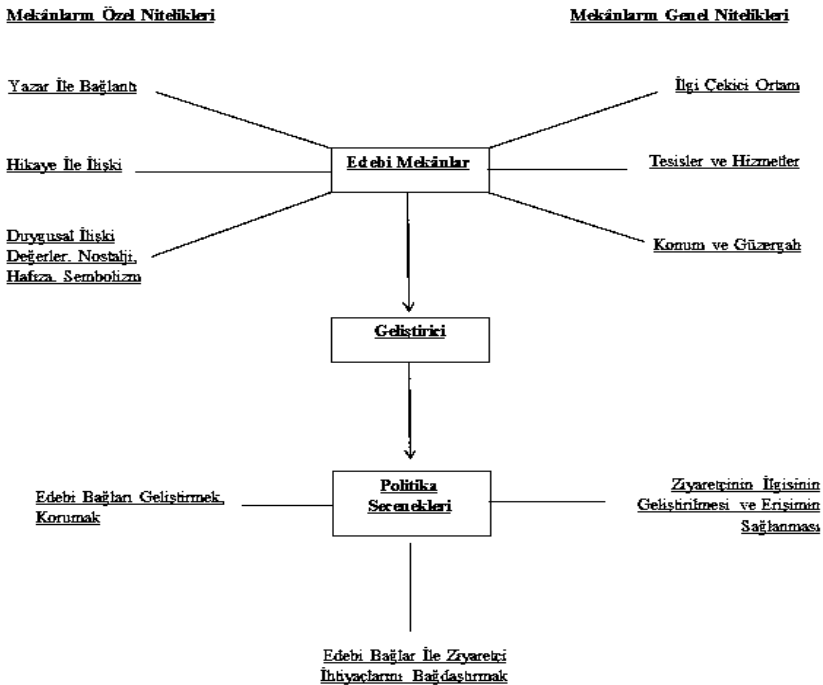 Mekânların Özel Nitelikleri
Mekânların Genel Nitelikleri
Yazar İle Bağlantı
İlgi Çekici Ortam
Edebi Mekânlar
Hikaye İle İlişki
Tesisler ve Hizmetler
Duygusal İlişki
Değerler, Nostalji,
Hafıza, Sembolizm
Konum ve Güzergah
Geliştirici
Politika
Seçenekleri
Edebi Bağları Geliştirmek,
Korumak
Ziyaretçinin İlgisinin
Geliştirilmesi ve Erişimin
Sağlanması
Edebi Bağlar İle Ziyaretçi
İhtiyaçlarını Bağdaştırmak